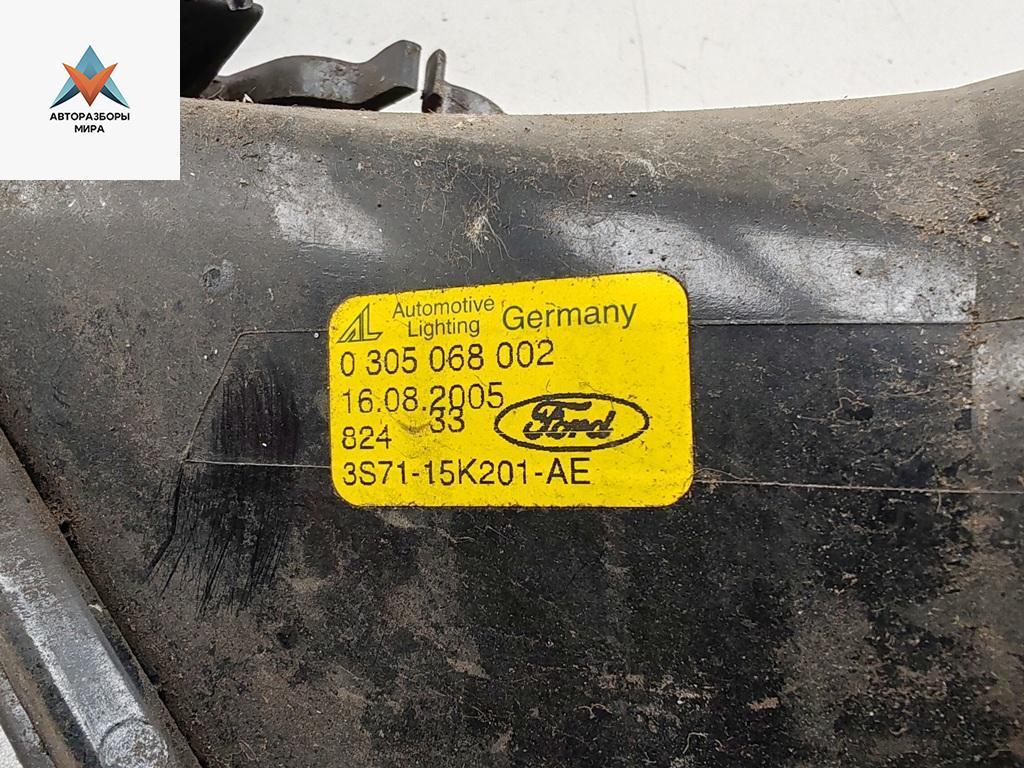 АВТОРАЗБОРЫ
МИРА
AL Automotive
Lighting Germany
0 305 068 002
16.08.2005
33
824
Ford
3S71-15K201-AE